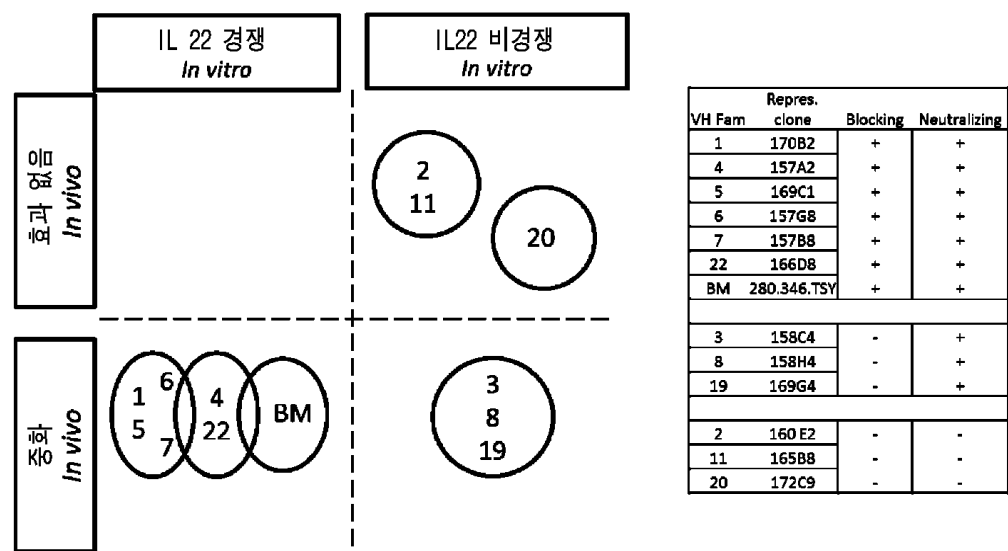 IL 22 경쟁
In vitro
IL22 비경쟁
In vitro
효과 없음
In vivo
2
11
20
중화
In vivo
1 6
5
7
4
22
BM
3
8
19
Repres.
VH Fam clone Blocking Neutralizing
1 170B2 + +
4 157A2 + +
5 169C1 + +
6 157G8 + +
7 157B8 + +
22 166D8 + +
BM 280.346.TSY + +
3 158C4 - +
8 158H4 - +
19 169G4 - +
2 160 E2 - -
11 165B8 - -
20 172C9 - -